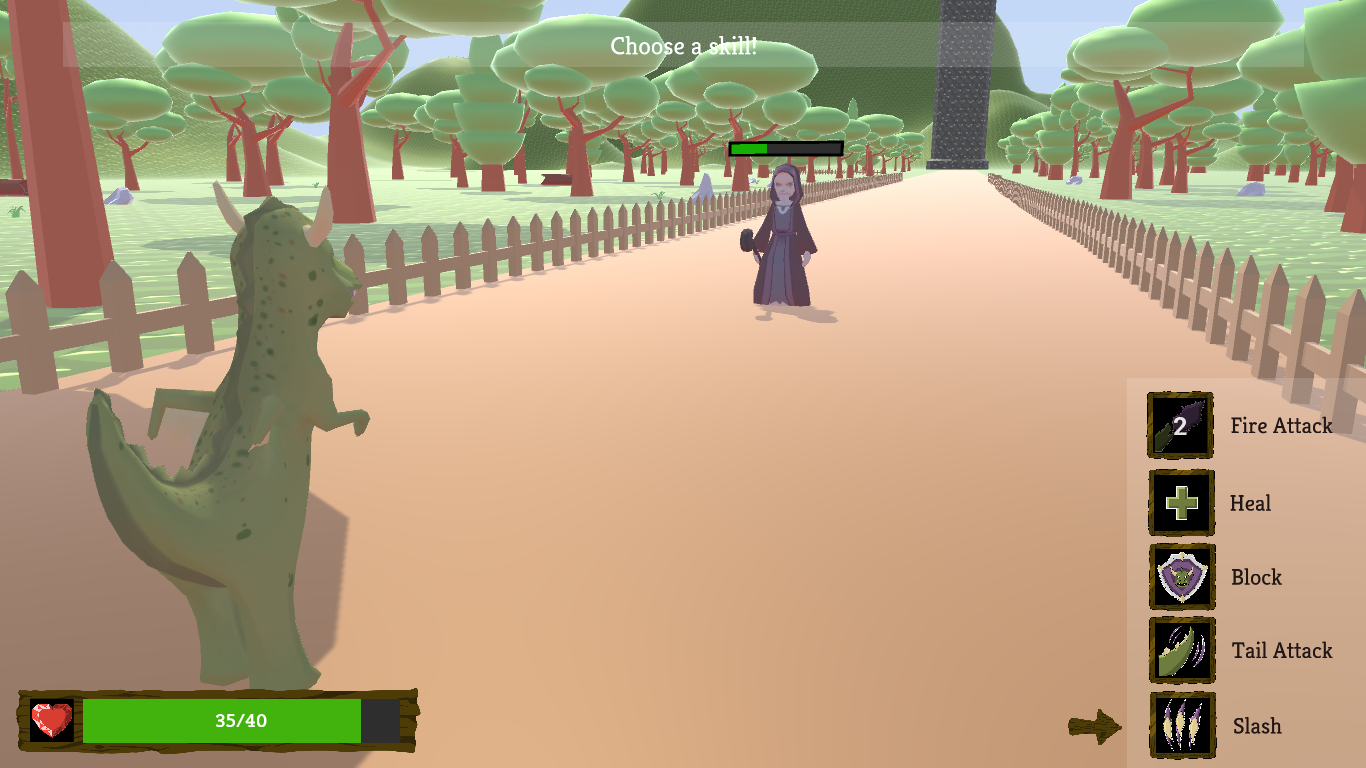 Choose a skill!
2 Fire Attack
Heal
Block
Tail Attack
Slash
35/40